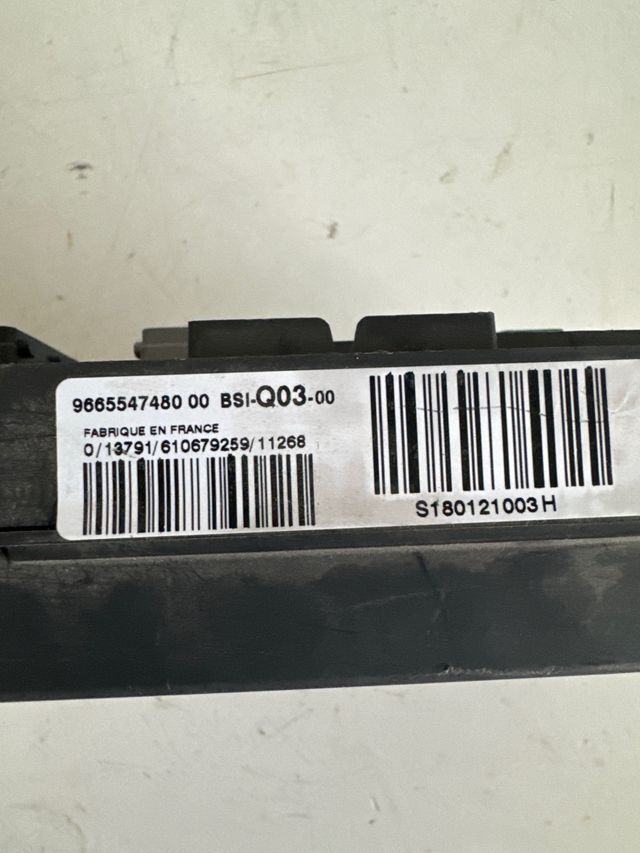 9665547480 00 BSI-Q03-00
FABRIQUE EN FRANCE
0/13791/610679259/11268
S180121003H